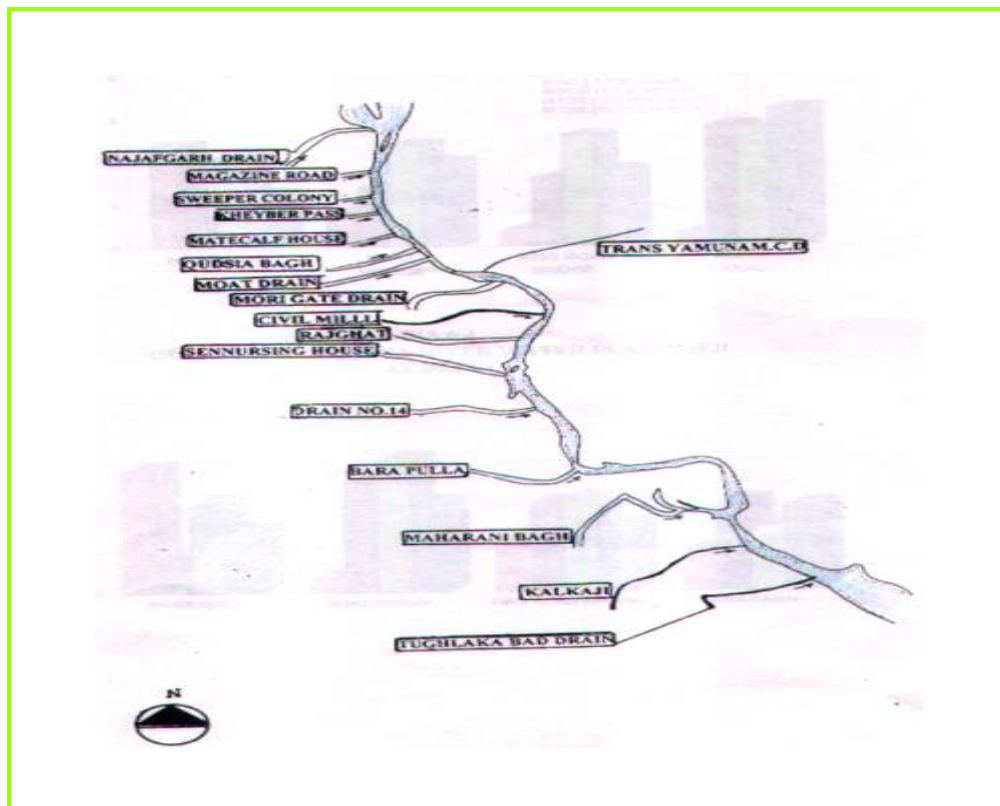 NAJAFGARH DRAIN
MAGAZINE ROAD
SWEEPER COLONY
KHEYBER PASS
MATECALF HOUSE
TRANS YAMUNAM.C.D
QUDSIA BAGH
MOAT DRAIN
MORI GATE DRAIN
CIVIL MILLL
RAJGHAT
SENNURSING HOUSE
DRAIN NO.14
BARA PULLA
MAHARANI BAGH
KALKAJI
TUGHLAKA BAD DRAIN
N